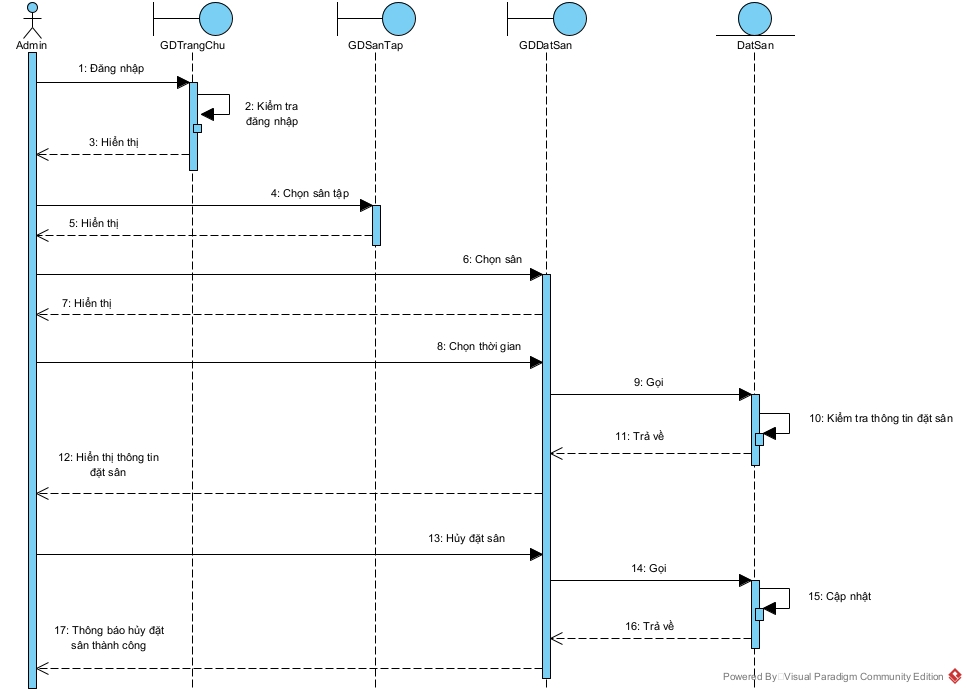 Admin
GDTrangChu
GDSanTap
GDDatSan
DatSan
1: Đăng nhập
2: Kiểm tra
đăng nhập
3: Hiển thị
4: Chọn sân tập
5: Hiển thị
6: Chọn sân
7: Hiển thị
8: Chọn thời gian
9: Gọi
10: Kiểm tra thông tin đặt sân
11: Trả về
12: Hiển thị thông tin
đặt sân
13: Hủy đặt sân
14: Gọi
15: Cập nhật
16: Trả về
17: Thông báo hủy đặt
sân thành công
Powered By Visual Paradigm Community Edition